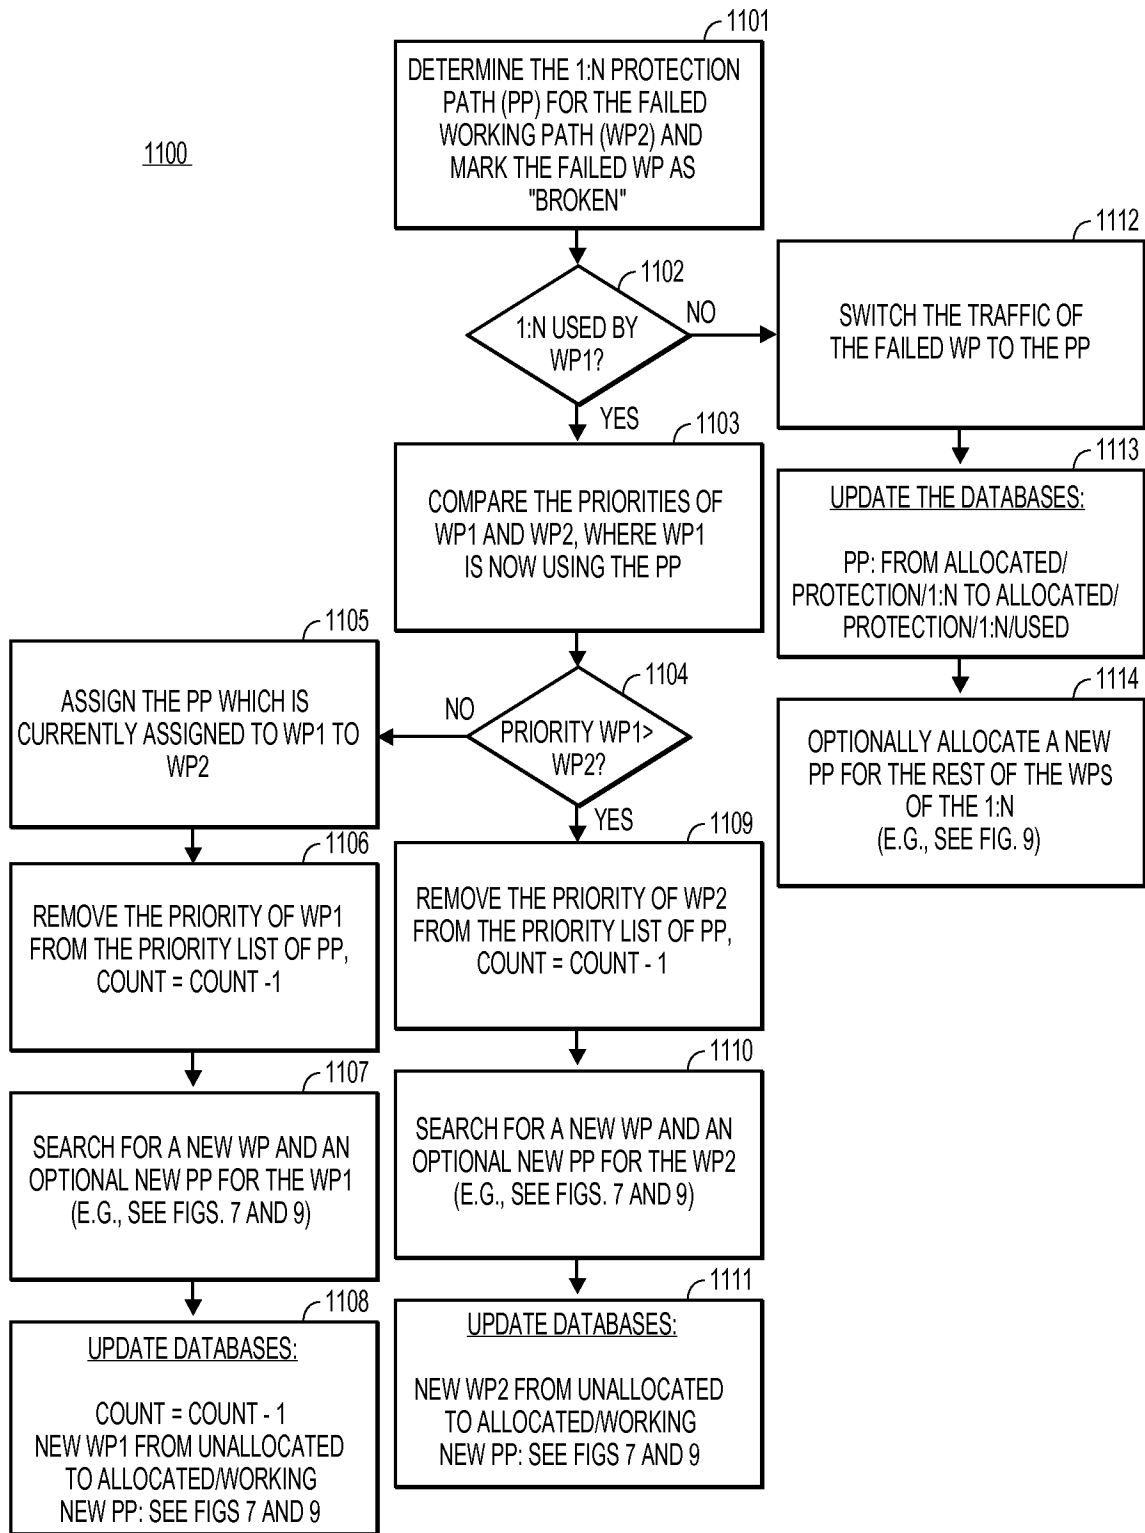 1100
1101
DETERMINE THE 1:N PROTECTION
PATH (PP) FOR THE FAILED
WORKING PATH (WP2) AND
MARK THE FAILED WP AS
"BROKEN"
1102
1:N USED BY
WP1?
NO
YES
1112
SWITCH THE TRAFFIC OF
THE FAILED WP TO THE PP
1113
UPDATE THE DATABASES:
PP: FROM ALLOCATED/
PROTECTION/1:N TO ALLOCATED/
PROTECTION/1:N/USED
1114
OPTIONALLY ALLOCATE A NEW
PP FOR THE REST OF THE WPS
OF THE 1:N
(E.G., SEE FIG. 9)
1103
COMPARE THE PRIORITIES OF
WP1 AND WP2, WHERE WP1
IS NOW USING THE PP
1104
PRIORITY WP1>
WP2?
NO
YES
1105
ASSIGN THE PP WHICH IS
CURRENTLY ASSIGNED TO WP1 TO
WP2
1106
REMOVE THE PRIORITY OF WP1
FROM THE PRIORITY LIST OF PP,
COUNT = COUNT -1
1107
SEARCH FOR A NEW WP AND AN
OPTIONAL NEW PP FOR THE WP1
(E.G., SEE FIGS. 7 AND 9)
1108
UPDATE DATABASES:
COUNT = COUNT - 1
NEW WP1 FROM UNALLOCATED
TO ALLOCATED/WORKING
NEW PP: SEE FIGS 7 AND 9
1109
REMOVE THE PRIORITY OF WP2
FROM THE PRIORITY LIST OF PP,
COUNT = COUNT - 1
1110
SEARCH FOR A NEW WP AND AN
OPTIONAL NEW PP FOR THE WP2
(E.G., SEE FIGS. 7 AND 9)
1111
UPDATE DATABASES:
NEW WP2 FROM UNALLOCATED
TO ALLOCATED/WORKING
NEW PP: SEE FIGS 7 AND 9